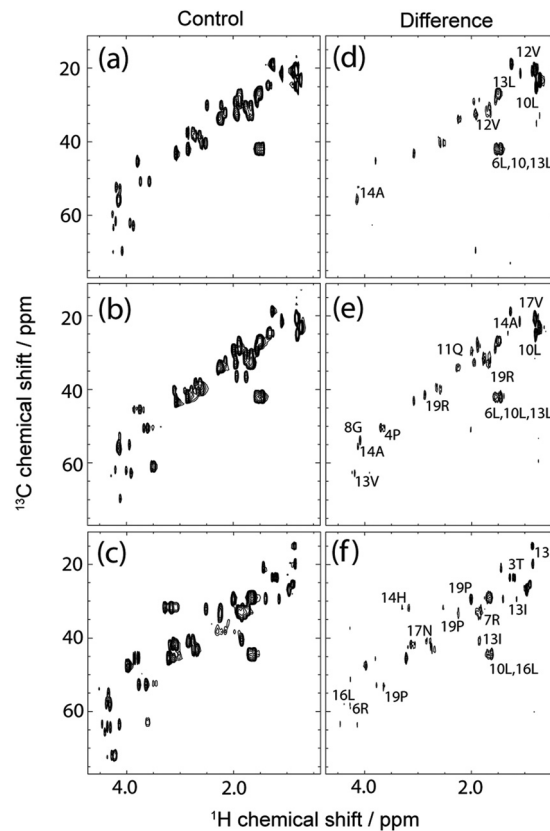 Control
Difference
(a)
20
40
60
(d)
12V
13L
10L
12V
6L,10,13L
14A
(b)
20
40
60
(e)
17V
14A
10L
11Q
19R
19R
6L,10L,13L
8G
4P
14A
13V
(c)
20
40
60
(f)
13I
3T
19P
14H
13I
7R
19P
17N
13I
10L,16L
16L
19P
6R
4.0
2.0
4.0
2.0
13C chemical shift / ppm
1H chemical shift / ppm